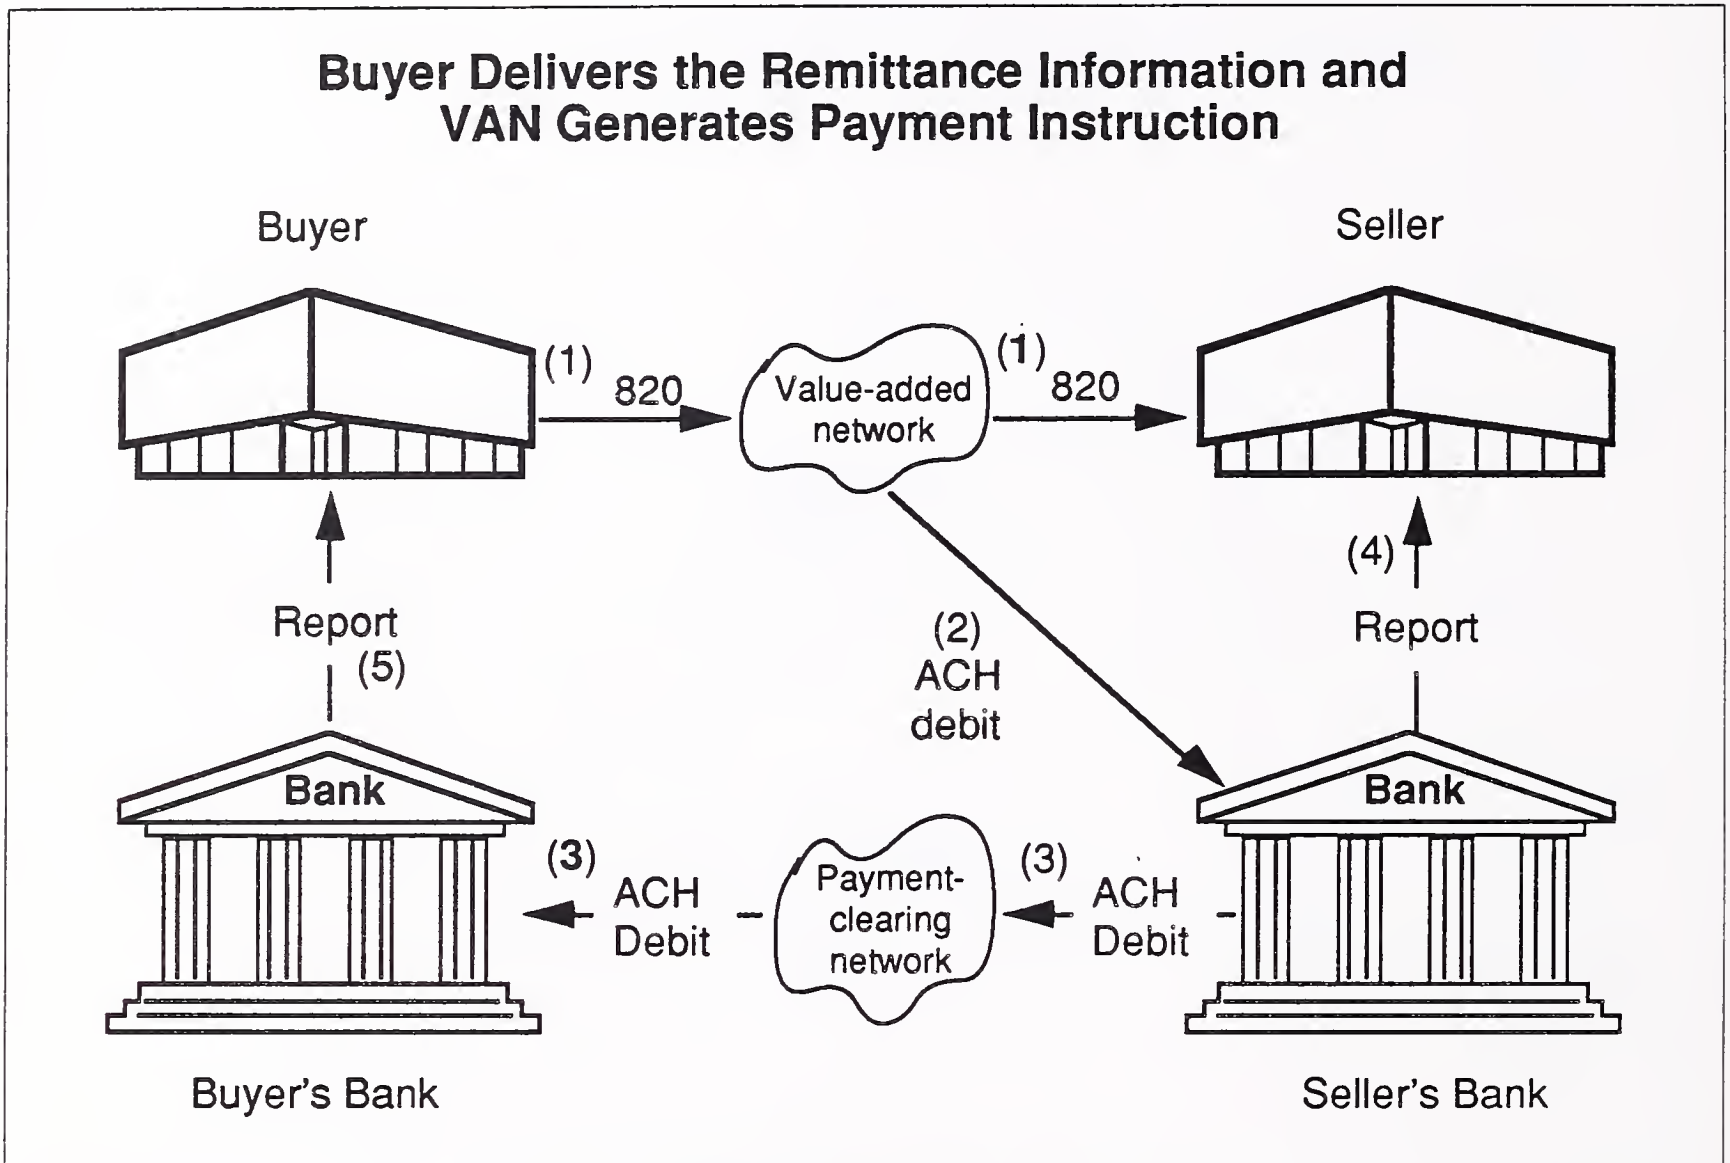 Buyer Delivers the Remittance Information and
VAN Generates Payment Instruction
Buyer
Seller
(1)
820
Value-added
network
(1)
820
Report
(5)
(2)
ACH
debit
(4)
Report
Bank
Bank
(3)
ACH
Debit
Payment-
clearing
network
(3)
ACH
Debit
Buyer's Bank
Seller's Bank